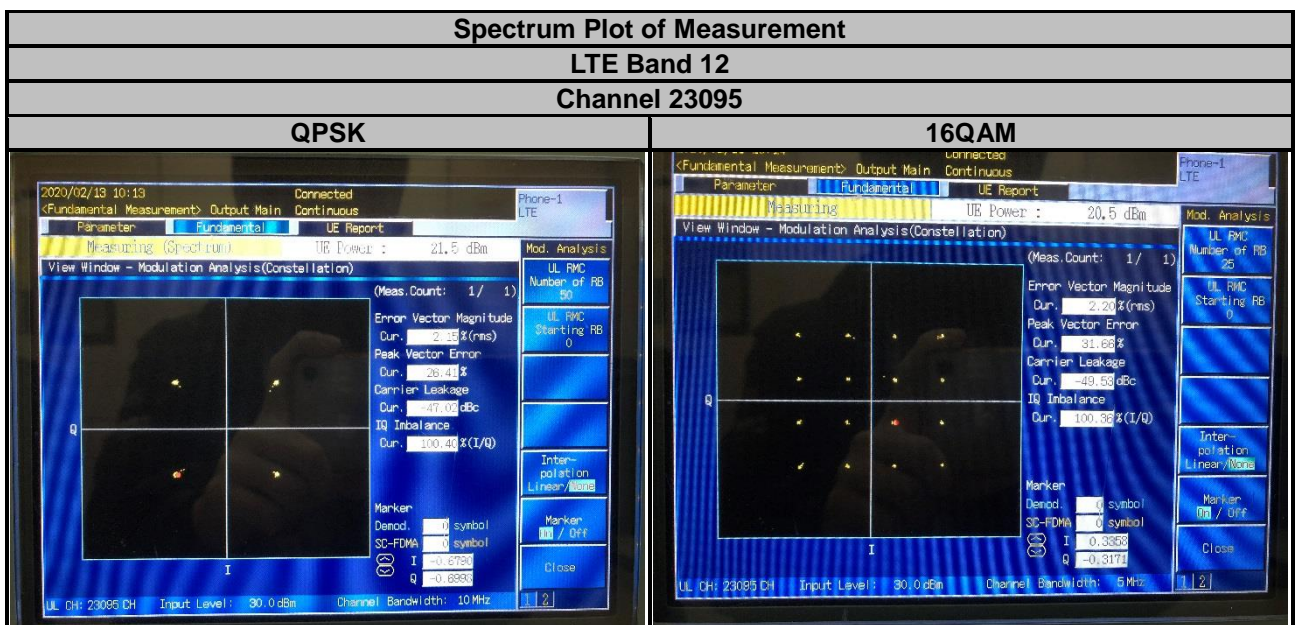 Spectrum Plot of Measurement
LTE Band 12
Channel 23095
QPSK
16QAM
2020/02/13 10:13
Connected
Phone-1
LTE
<Fundamental Measurement> Output Main Continuous
Parameter
Fundamental
UE Report
Measuring (Spectrum)
UE Power : 21.5 dBm
Mod. Analysis
View Window - Modulation Analysis(Constellation)
(Meas.Count: 1/ 1)
Error Vector Magnitude
Cur. 2.15 %(rms)
Peak Vector Error
Cur. 26.41 %
Carrier Leakage
Cur. -47.02 dBc
IQ Imbalance
Cur. 100.40 %(I/Q)
Marker
Demod. 0 symbol
SC-FDMA 0 symbol
I -0.6790
Q
Q
I
UL RMC
Number of RB
50
UL RMC
Starting RB
0
Inter-
polation
Linear/None
Marker
On / Off
Close
UL CH: 23095 CH Input Level: 30.0 dBm Channel Bandwidth: 10 MHz
1 2
Connected
Phone-1
LTE
<Fundamental Measurement> Output Main Continuous
Parameter
Fundamental
UE Report
Measuring
UE Power : 20.5 dBm
Mod. Analysis
View Window - Modulation Analysis(Constellation)
(Meas.Count: 1/ 1)
Error Vector Magnitude
Cur. 2.20 %(rms)
Peak Vector Error
Cur. 31.66 %
Carrier Leakage
Cur. -49.53 dBc
IQ Imbalance
Cur. 100.36 %(I/Q)
Marker
Demod. 0 symbol
SC-FDMA 0 symbol
I 0.3358
Q -0.3171
Q
I
UL RMC
Number of RB
25
UL RMC
Starting RB
0
Inter-
polation
Linear/None
Marker
On / Off
Close
UL CH: 23095 CH Input Level: 30.0 dBm Channel Bandwidth: 5 MHz
1 2